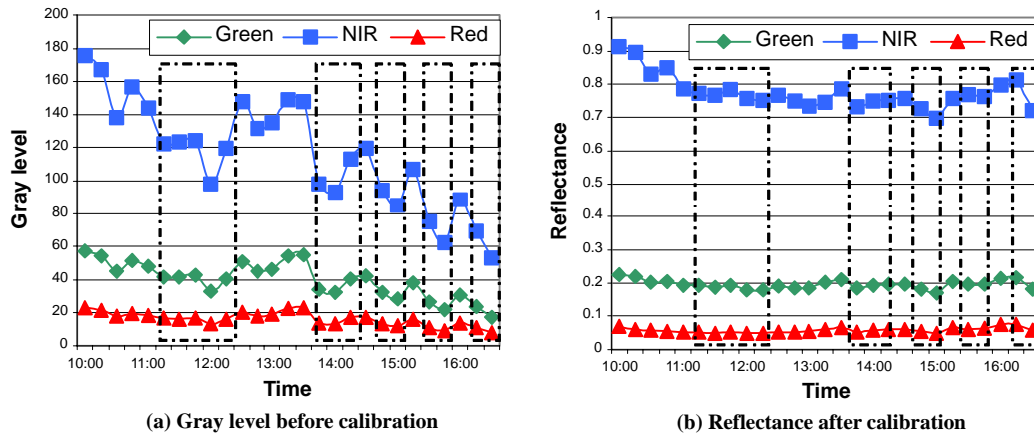 Green NIR Red
Gray level
200
180
160
140
120
100
80
60
40
20
0
10:00 11:00 12:00 13:00 14:00 15:00 16:00
Time
(a) Gray level before calibration
Green NIR Red
Reflectance
1
0.9
0.8
0.7
0.6
0.5
0.4
0.3
0.2
0.1
0
10:00 11:00 12:00 13:00 14:00 15:00 16:00
Time
(b) Reflectance after calibration